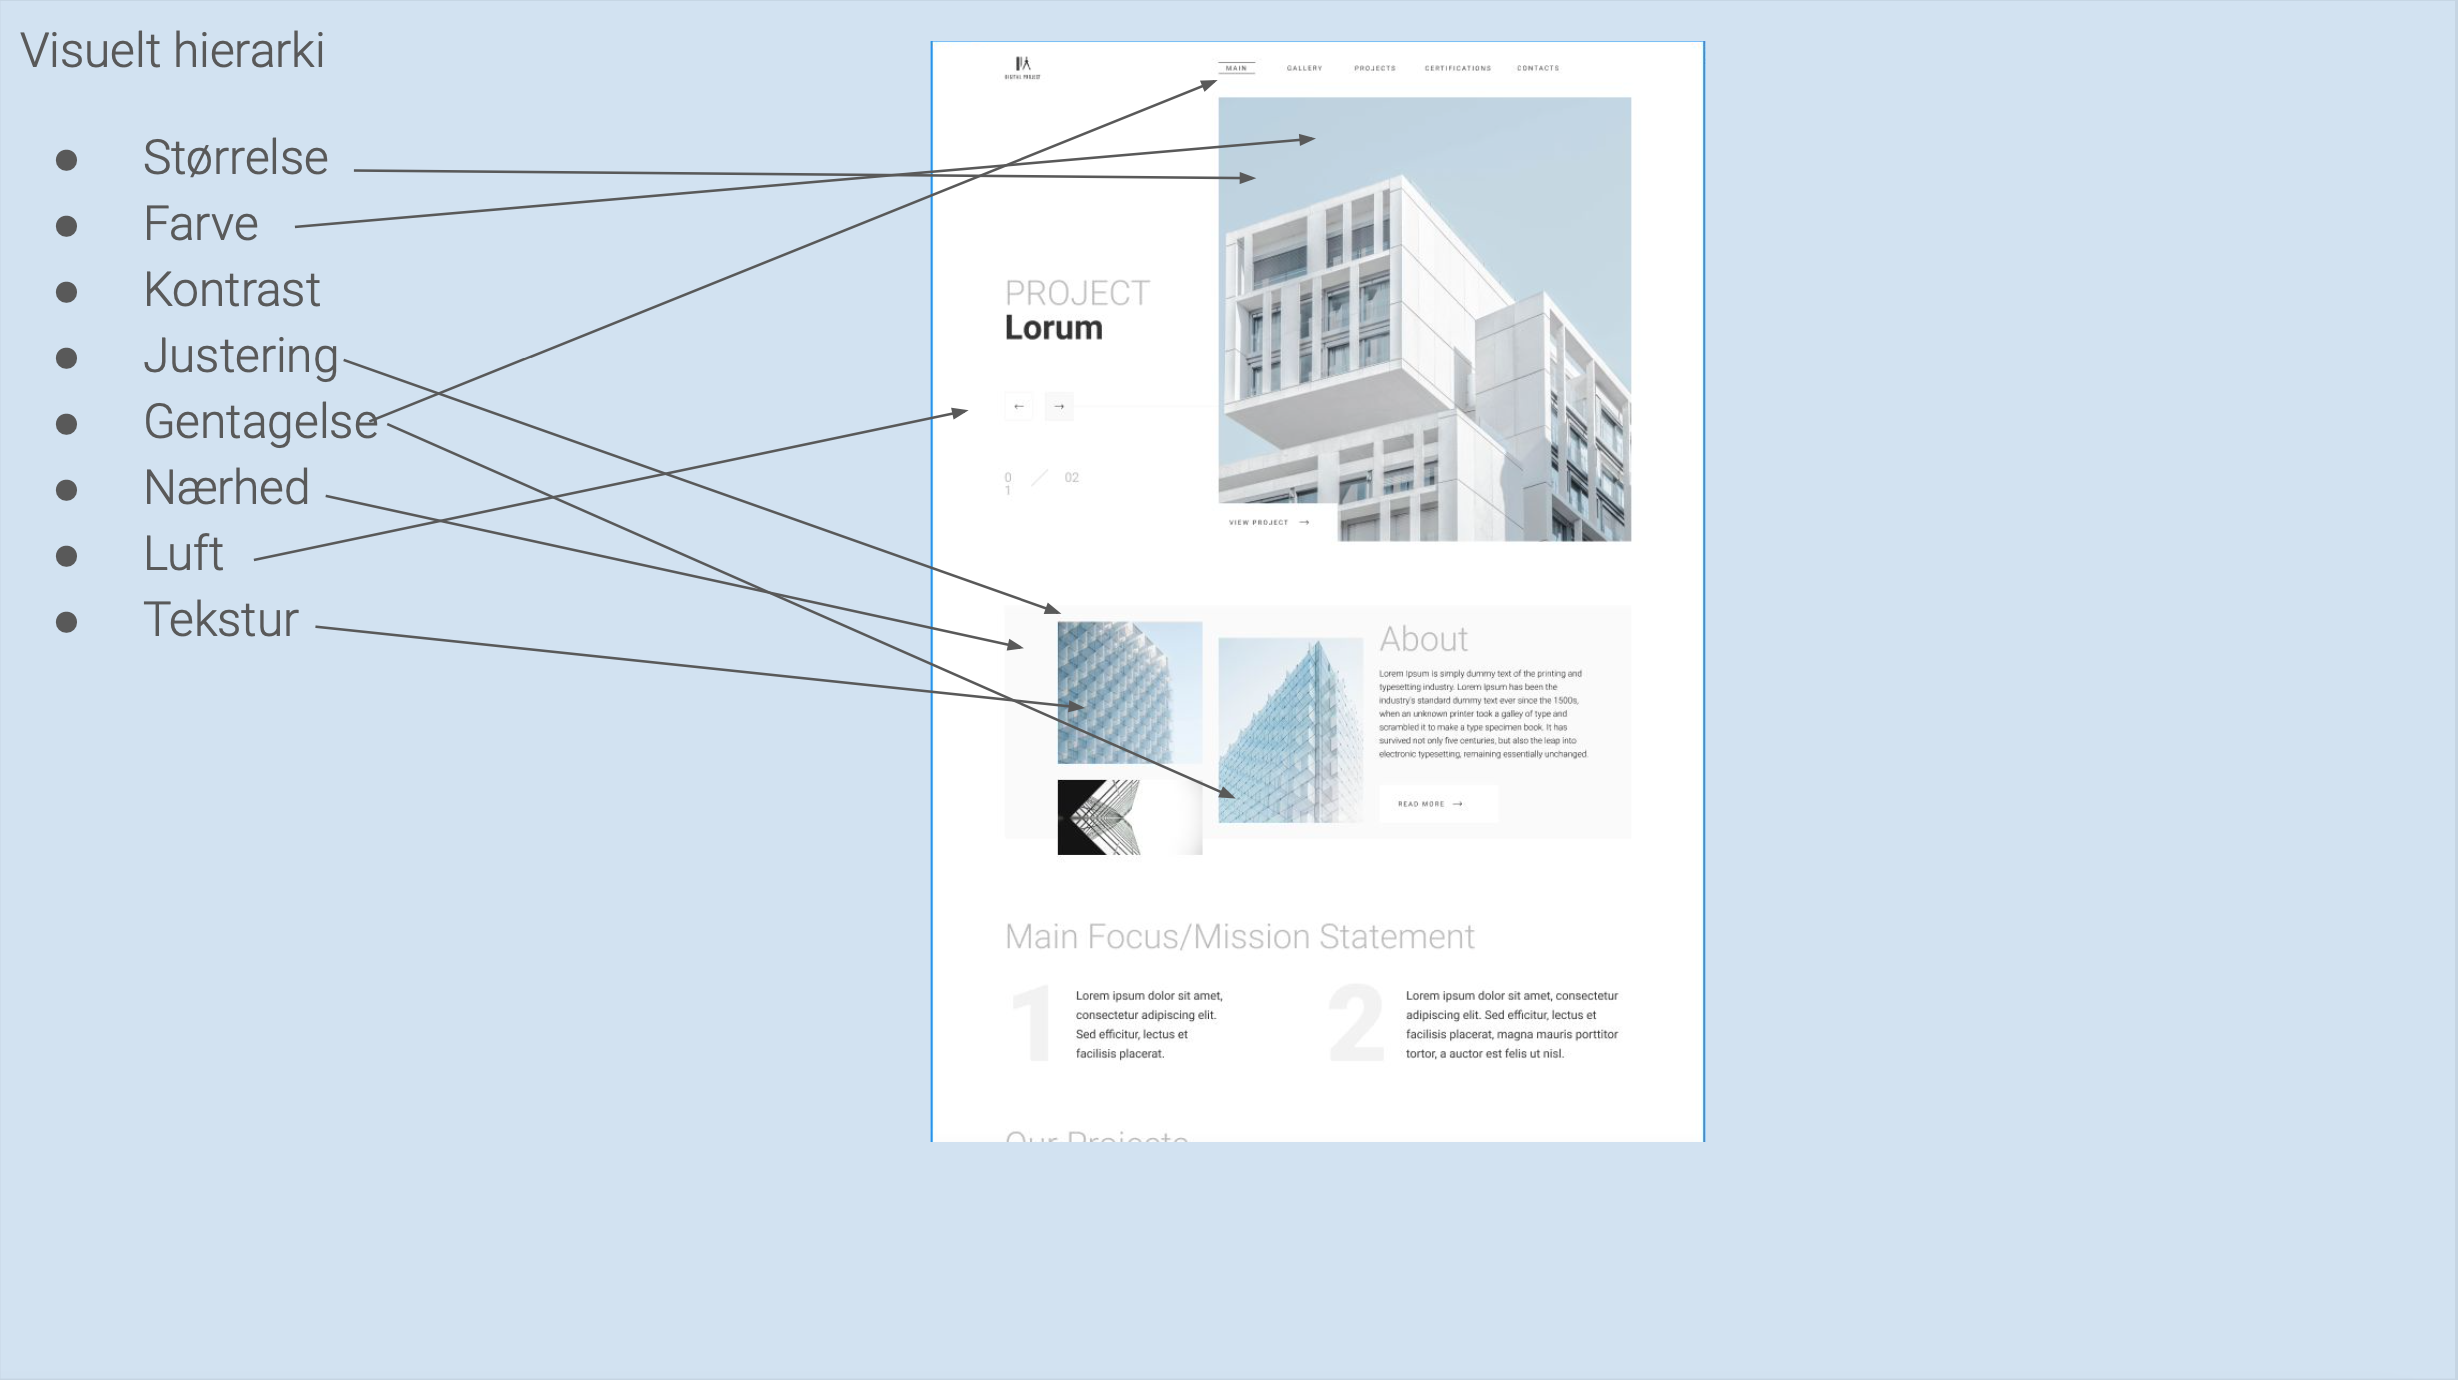 Visuelt hierarki
Størrelse
Farve
Kontrast
Justering
Gentagelse
Nærhed
Luft
Tekstur
DIGITAL PROJECT
MAIN GALLERY PROJECTS CERTIFICATIONS CONTACTS
PROJECT
Lorum
← →
0
1 / 02
VIEW PROJECT →
About
Lorem Ipsum is simply dummy text of the printing and
typesetting industry. Lorem Ipsum has been the
industry's standard dummy text ever since the 1500s,
when an unknown printer took a galley of type and
scrambled it to make a type specimen book. It has
survived not only five centuries, but also the leap into
electronic typesetting, remaining essentially unchanged.
READ MORE →
Main Focus/Mission Statement
1
Lorem ipsum dolor sit amet,
consectetur adipiscing elit.
Sed efficitur, lectus et
facilisis placerat.
2
Lorem ipsum dolor sit amet, consectetur
adipiscing elit. Sed efficitur, lectus et
facilisis placerat, magna mauris porttitor
tortor, a auctor est felis ut nisl.
Our Projects